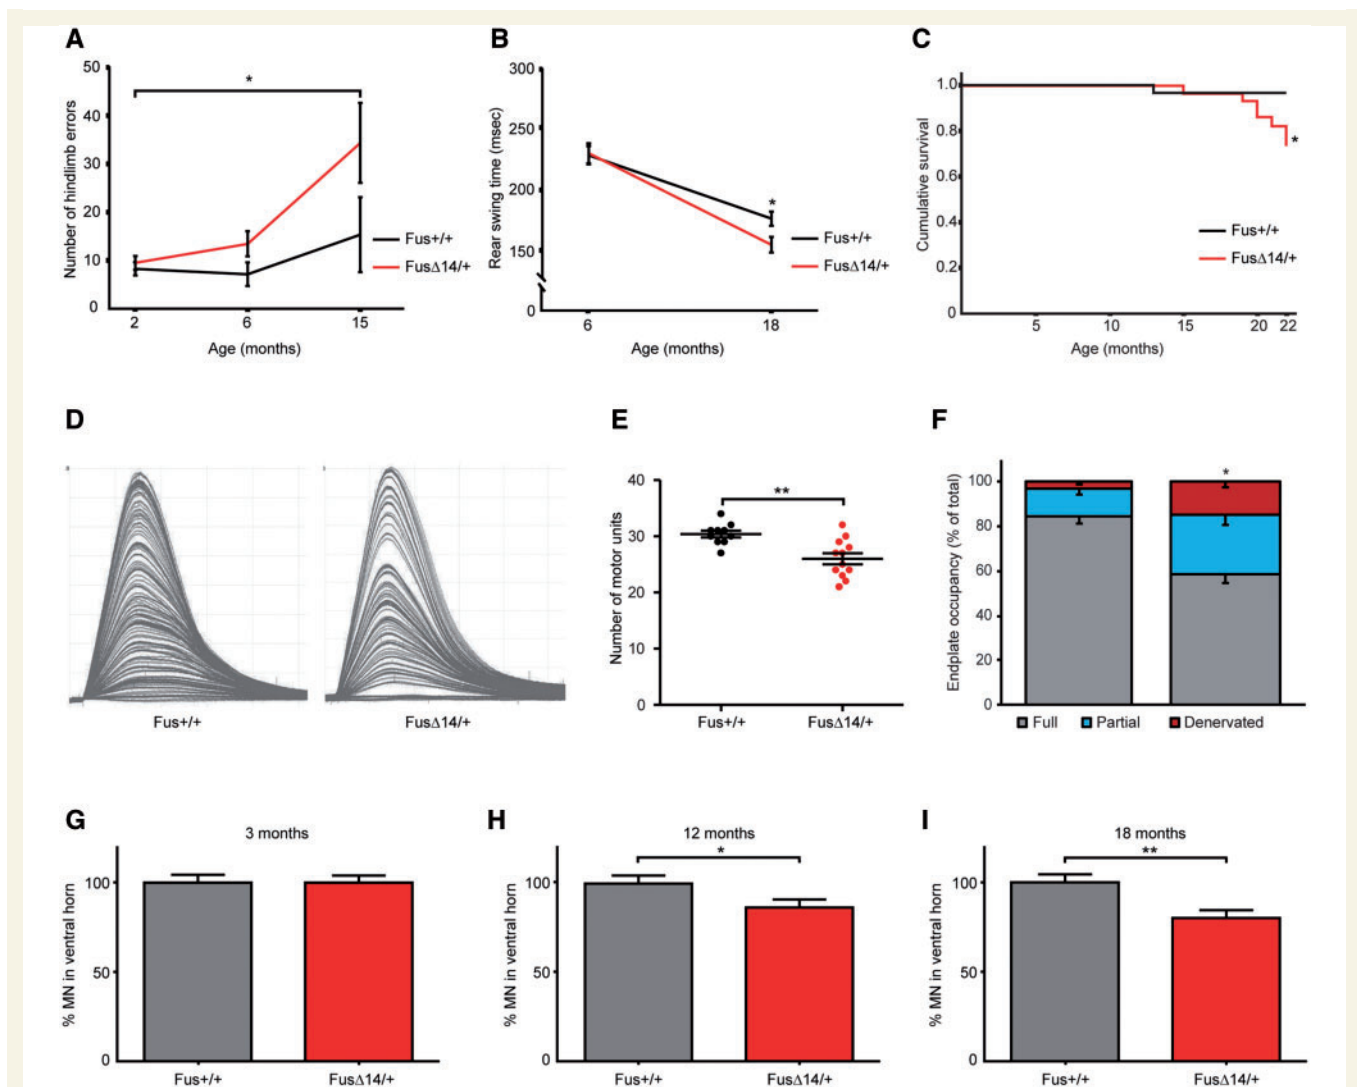 A
Number of hindlimb errors
50
40
30
20
10
0
*
2 6 15
Age (months)
Fus+/+
FusΔ14/+
B
Rear swing time (msec)
300
250
200
150
0
*
6 18
Age (months)
Fus+/+
FusΔ14/+
C
Cumulative survival
1.0
0.8
0.6
0.4
0.2
0
*
5 10 15 20 22
Age (months)
Fus+/+
FusΔ14/+
D
Fus+/+ FusΔ14/+
E
Number of motor units
40
30
20
10
0
**
Fus+/+ FusΔ14/+
F
Endplate occupancy (% of total)
100
80
60
40
20
0
*
Full Partial Denervated
G
3 months
% MN in ventral horn
100
50
0
Fus+/+ FusΔ14/+
H
12 months
% MN in ventral horn
100
50
0
*
Fus+/+ FusΔ14/+
I
18 months
% MN in ventral horn
100
50
0
**
Fus+/+ FusΔ14/+